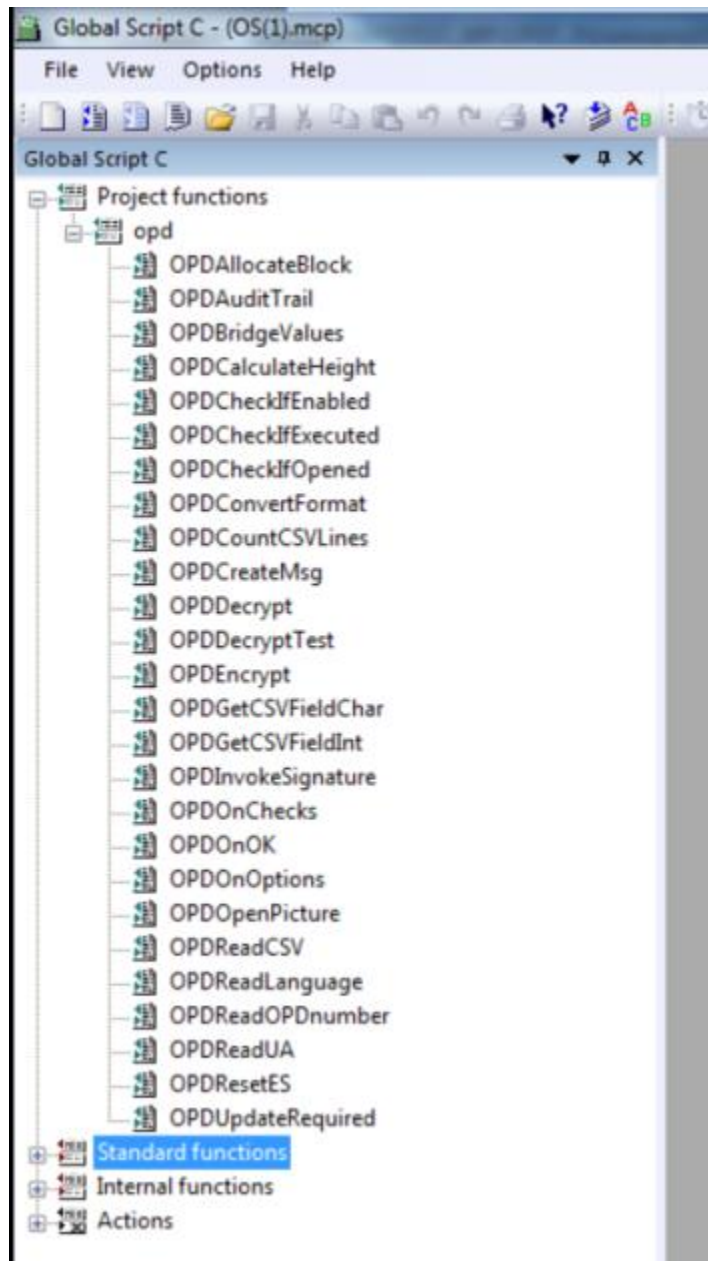 Global Script C - (OS(1).mcp)
File View Options Help
Global Script C
Project functions
opd
OPDAllocateBlock
OPDAuditTrail
OPDBridgeValues
OPDCalculateHeight
OPDCheckIfEnabled
OPDCheckIfExecuted
OPDCheckIfOpened
OPDConvertFormat
OPDCountCSVLines
OPDCreateMsg
OPDDecrypt
OPDDecryptTest
OPDEncrypt
OPDGetCSVFieldChar
OPDGetCSVFieldInt
OPDInvokeSignature
OPDOnChecks
OPDOnOK
OPDOnOptions
OPDOpenPicture
OPDReadCSV
OPDReadLanguage
OPDReadOPDnumber
OPDReadUA
OPDResetES
OPDUpdateRequired
Standard functions
Internal functions
Actions